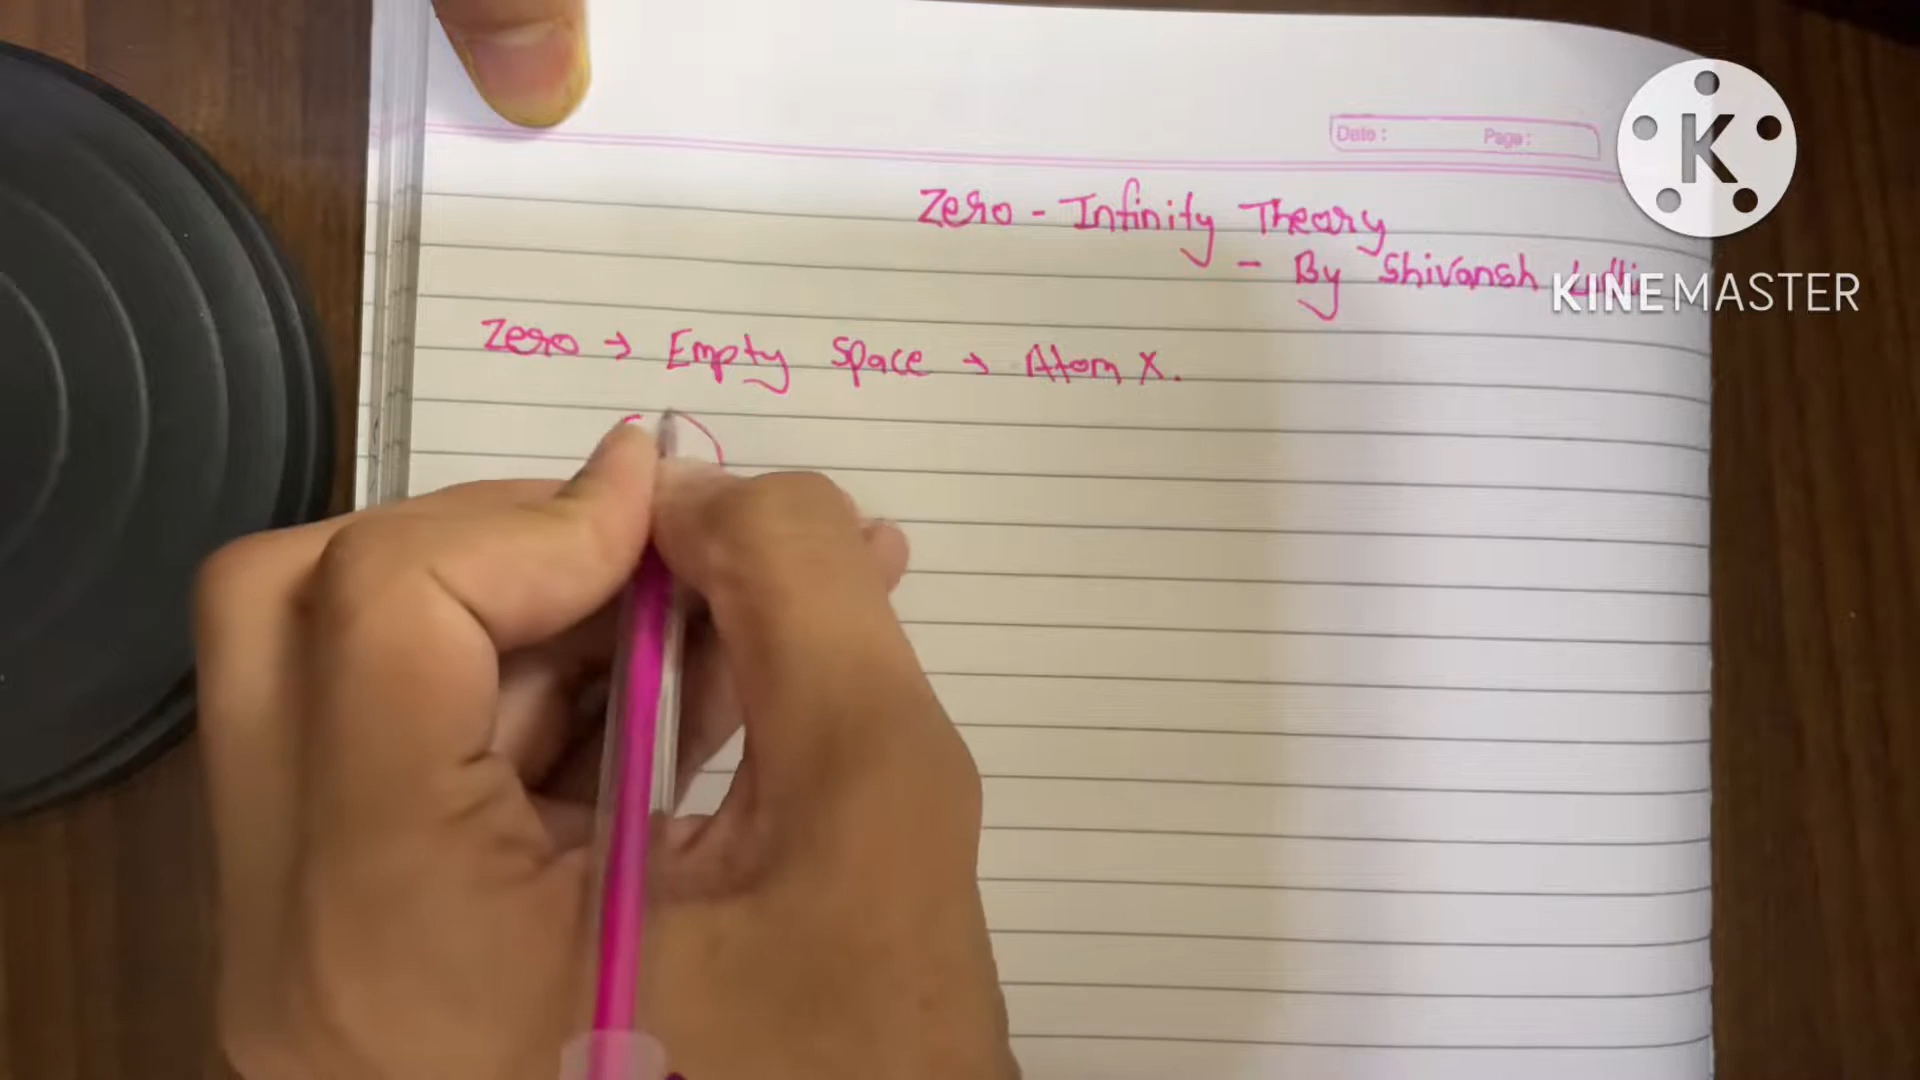 Date : Page :
Zero - Infinity Theory
- By Shivansh
Zero → Empty Space → Atom X.
K
KINEMASTER